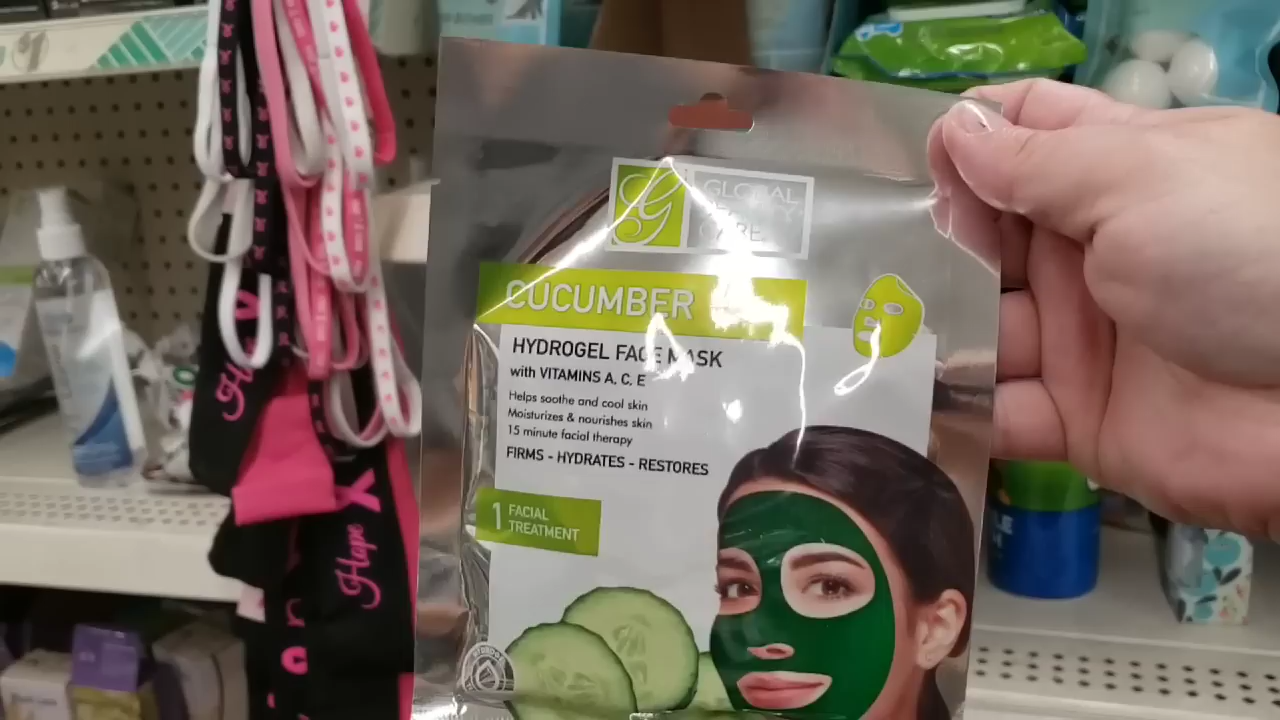 GLOBAL
CARE
CUCUMBER
HYDROGEL FACE MASK
with VITAMINS A, C, E
Helps soothe and cool skin
Moisturizes & nourishes skin
15 minute facial therapy
FIRMS - HYDRATES - RESTORES
1 FACIAL
TREATMENT
Hope